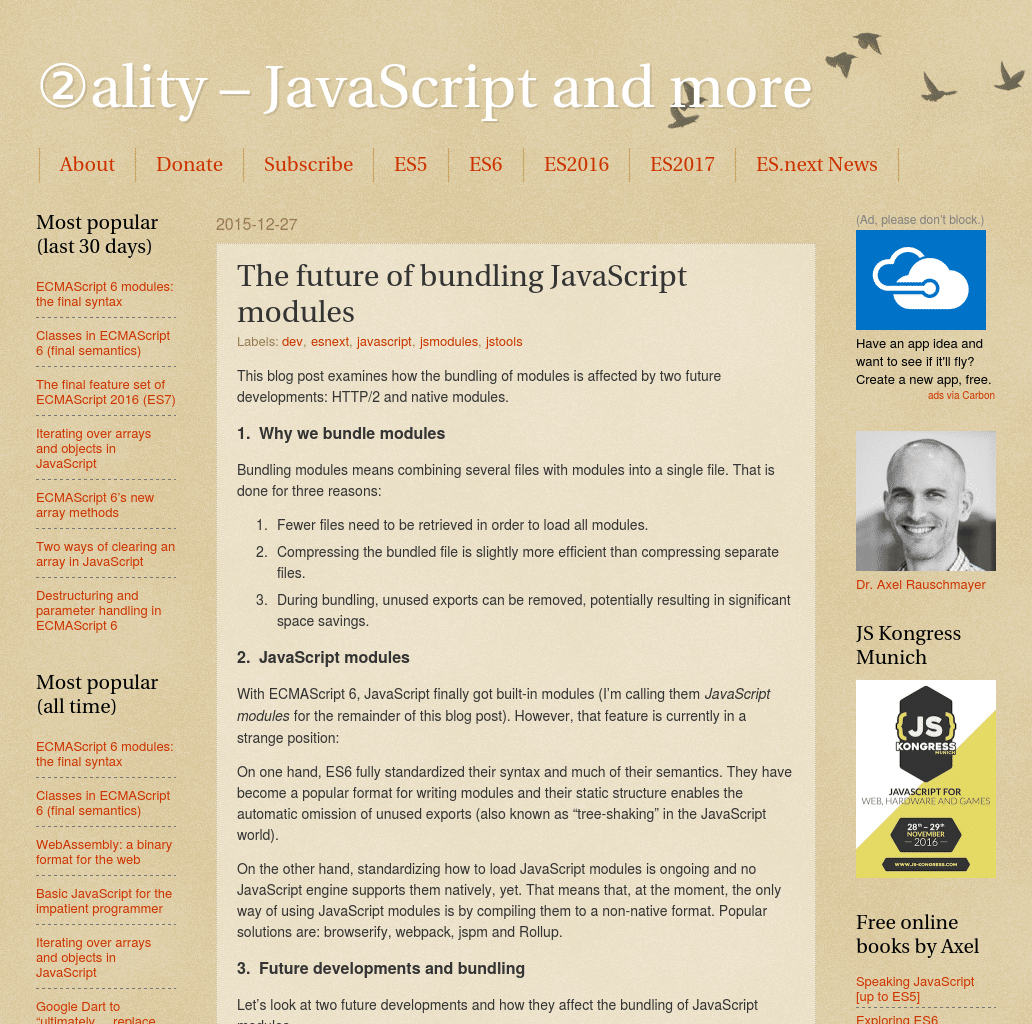 ②ality – JavaScript and more
About
Donate
Subscribe
ES5
ES6
ES2016
ES2017
ES.next News
Most popular
(last 30 days)
ECMAScript 6 modules:
the final syntax
Classes in ECMAScript
6 (final semantics)
The final feature set of
ECMAScript 2016 (ES7)
Iterating over arrays
and objects in
JavaScript
ECMAScript 6’s new
array methods
Two ways of clearing an
array in JavaScript
Destructuring and
parameter handling in
ECMAScript 6
Most popular
(all time)
ECMAScript 6 modules:
the final syntax
Classes in ECMAScript
6 (final semantics)
WebAssembly: a binary
format for the web
Basic JavaScript for the
impatient programmer
Iterating over arrays
and objects in
JavaScript
Google Dart to
“ultimately ... replace
2015-12-27
The future of bundling JavaScript
modules
Labels: dev, esnext, javascript, jsmodules, jstools
This blog post examines how the bundling of modules is affected by two future
developments: HTTP/2 and native modules.
1. Why we bundle modules
Bundling modules means combining several files with modules into a single file. That is
done for three reasons:
1. Fewer files need to be retrieved in order to load all modules.
2. Compressing the bundled file is slightly more efficient than compressing separate
files.
3. During bundling, unused exports can be removed, potentially resulting in significant
space savings.
2. JavaScript modules
With ECMAScript 6, JavaScript finally got built-in modules (I’m calling them JavaScript
modules for the remainder of this blog post). However, that feature is currently in a
strange position:
On one hand, ES6 fully standardized their syntax and much of their semantics. They have
become a popular format for writing modules and their static structure enables the
automatic omission of unused exports (also known as “tree-shaking” in the JavaScript
world).
On the other hand, standardizing how to load JavaScript modules is ongoing and no
JavaScript engine supports them natively, yet. That means that, at the moment, the only
way of using JavaScript modules is by compiling them to a non-native format. Popular
solutions are: browserify, webpack, jspm and Rollup.
3. Future developments and bundling
Let’s look at two future developments and how they affect the bundling of JavaScript
modules.
(Ad, please don’t block.)
Have an app idea and
want to see if it'll fly?
Create a new app, free.
ads via Carbon
Dr. Axel Rauschmayer
JS Kongress
Munich
{JS}
KONGRESS
MUNICH
JAVASCRIPT FOR
WEB, HARDWARE AND GAMES
28th – 29th
NOVEMBER
2016
WWW.JS-KONGRESS.COM
Free online
books by Axel
Speaking JavaScript
[up to ES5]
Exploring ES6